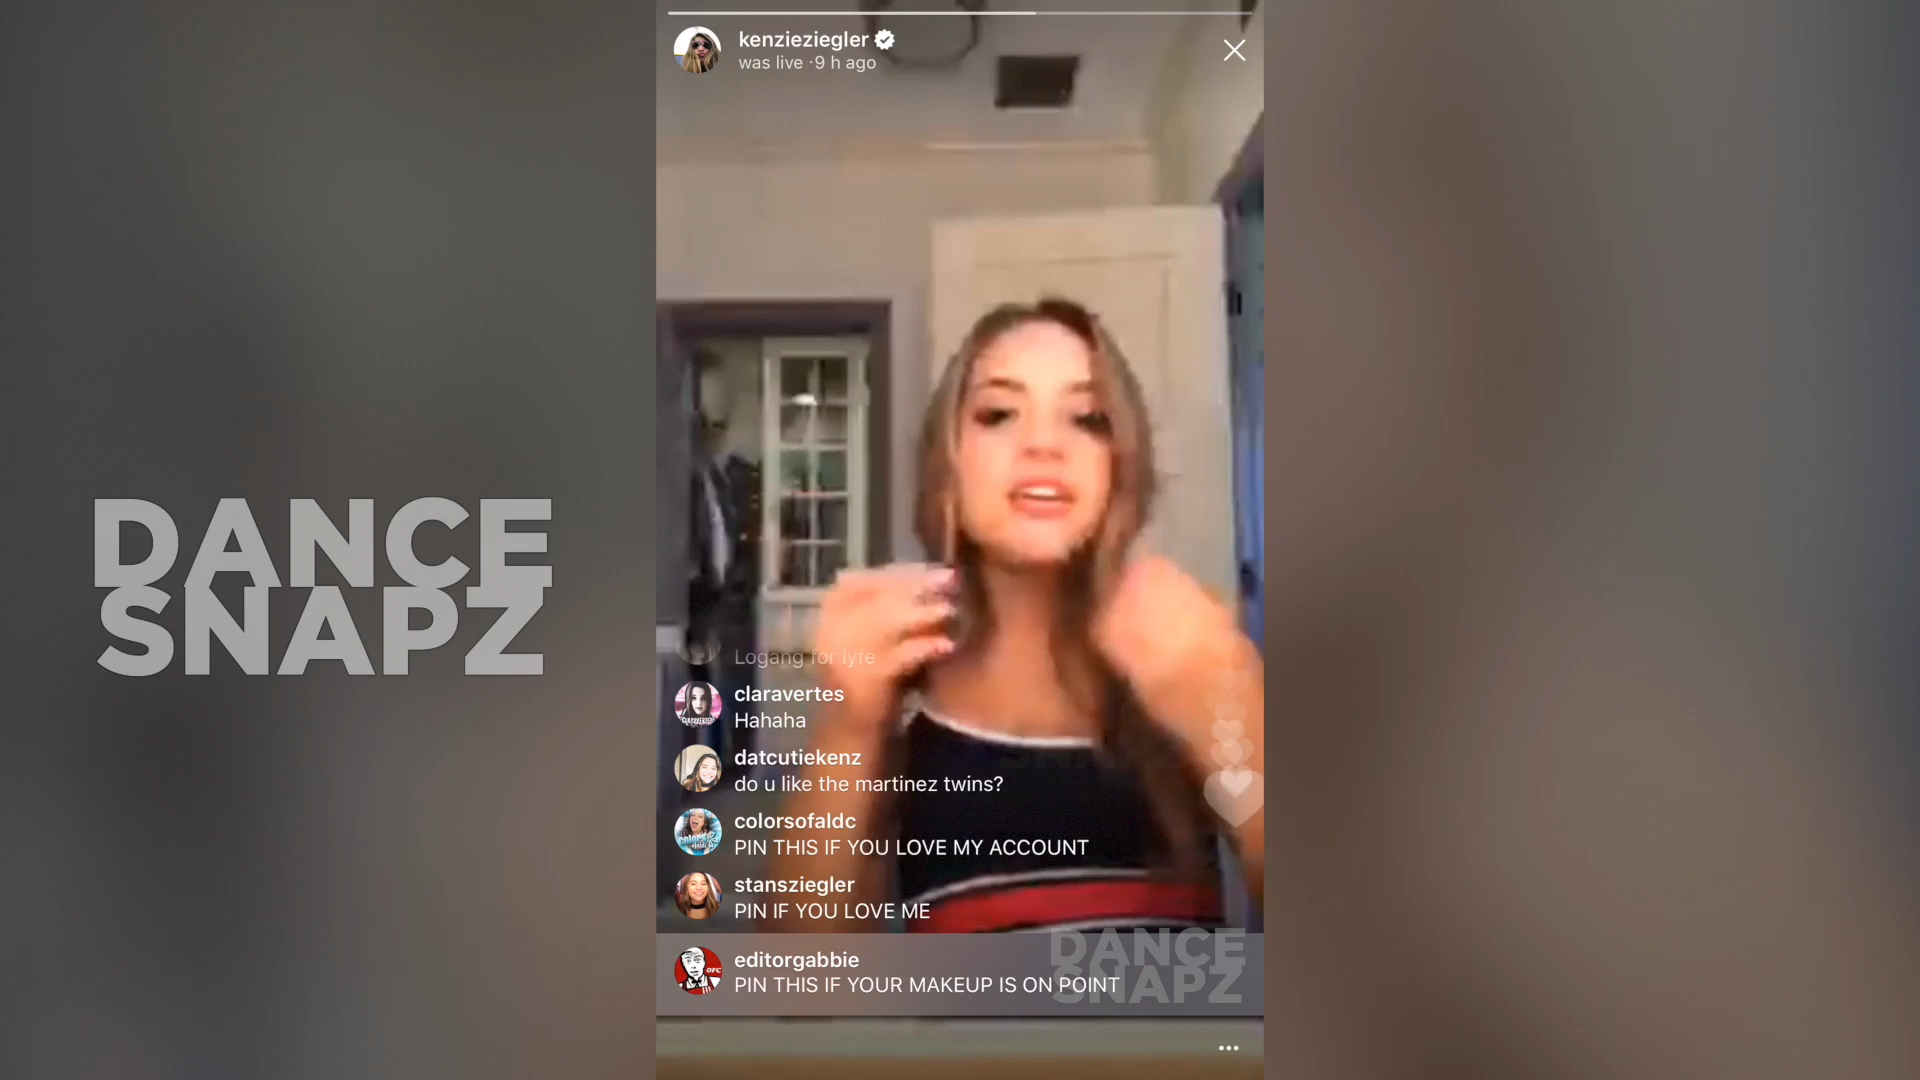 kenzieziegler
was live · 9 h ago
DANCE
SNAPZ
Logang for lyfe
claravertes
Hahaha
datcutiekenz
do u like the martinez twins?
colorsofaldc
PIN THIS IF YOU LOVE MY ACCOUNT
stansziegler
PIN IF YOU LOVE ME
editorgabbie
PIN THIS IF YOUR MAKEUP IS ON POINT
DANCE
SNAPZ